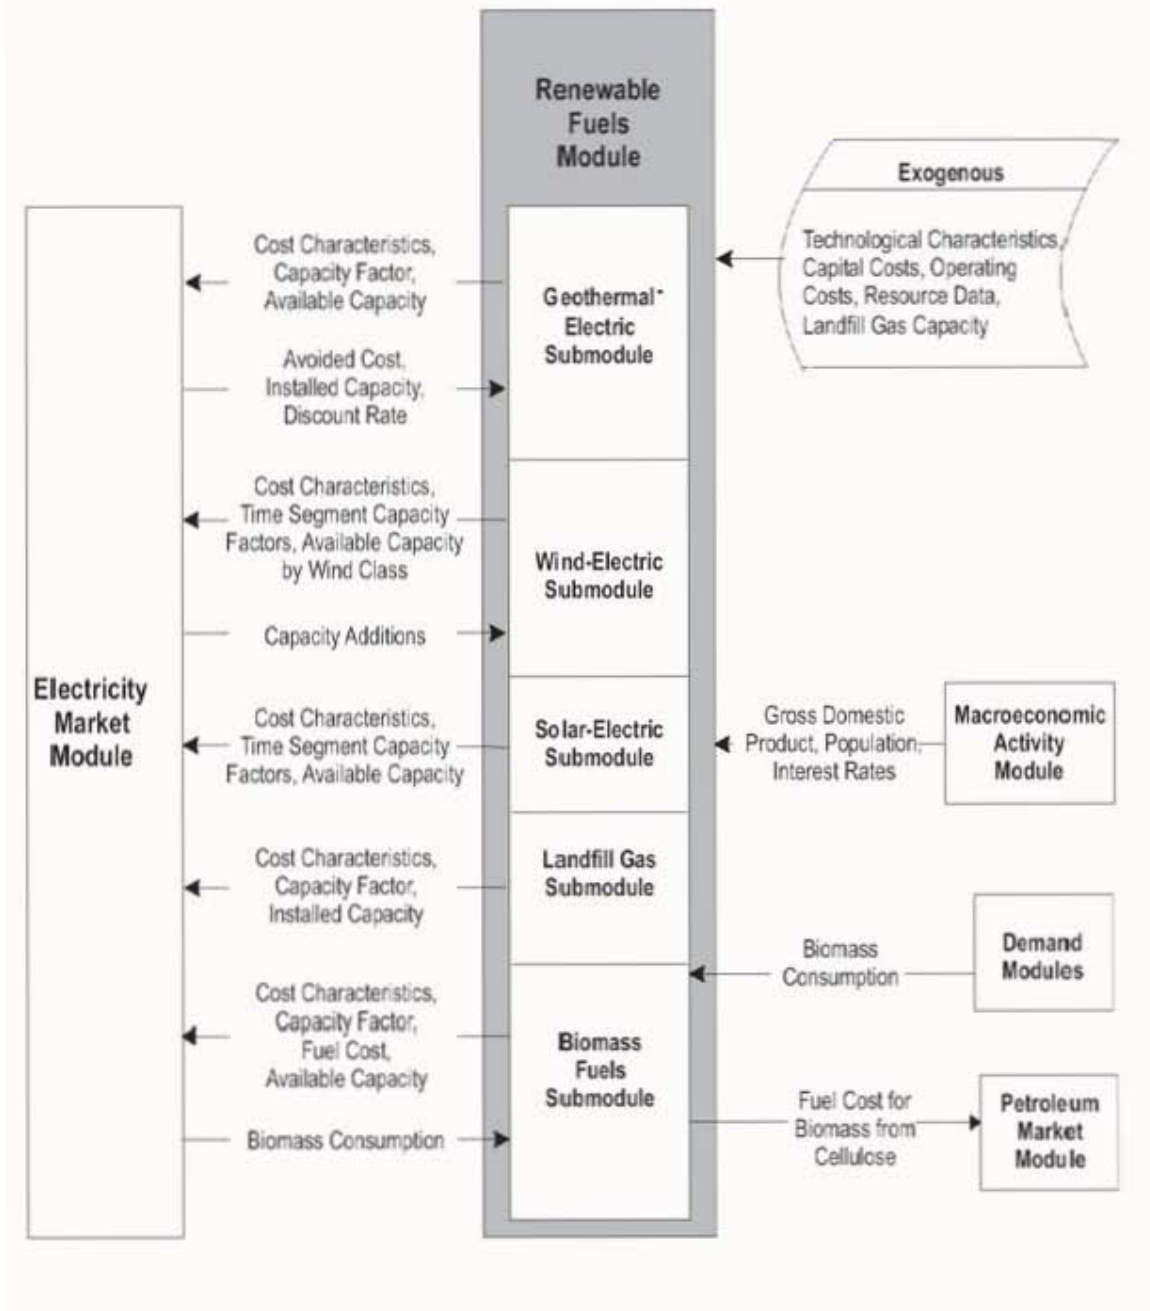 Renewable
Fuels
Module
Exogenous
Technological Characteristics,
Capital Costs, Operating
Costs, Resource Data,
Landfill Gas Capacity
Cost Characteristics,
Capacity Factor,
Available Capacity
Geothermal-
Electric
Submodule
Avoided Cost,
Installed Capacity,
Discount Rate
Cost Characteristics,
Time Segment Capacity
Factors, Available Capacity
by Wind Class
Wind-Electric
Submodule
Capacity Additions
Electricity
Market
Module
Cost Characteristics,
Time Segment Capacity
Factors, Available Capacity
Solar-Electric
Submodule
Gross Domestic
Product, Population,
Interest Rates
Macroeconomic
Activity
Module
Cost Characteristics,
Capacity Factor,
Installed Capacity
Landfill Gas
Submodule
Biomass
Consumption
Demand
Modules
Cost Characteristics,
Capacity Factor,
Fuel Cost,
Available Capacity
Biomass
Fuels
Submodule
Fuel Cost for
Biomass from
Cellulose
Petroleum
Market
Module
Biomass Consumption